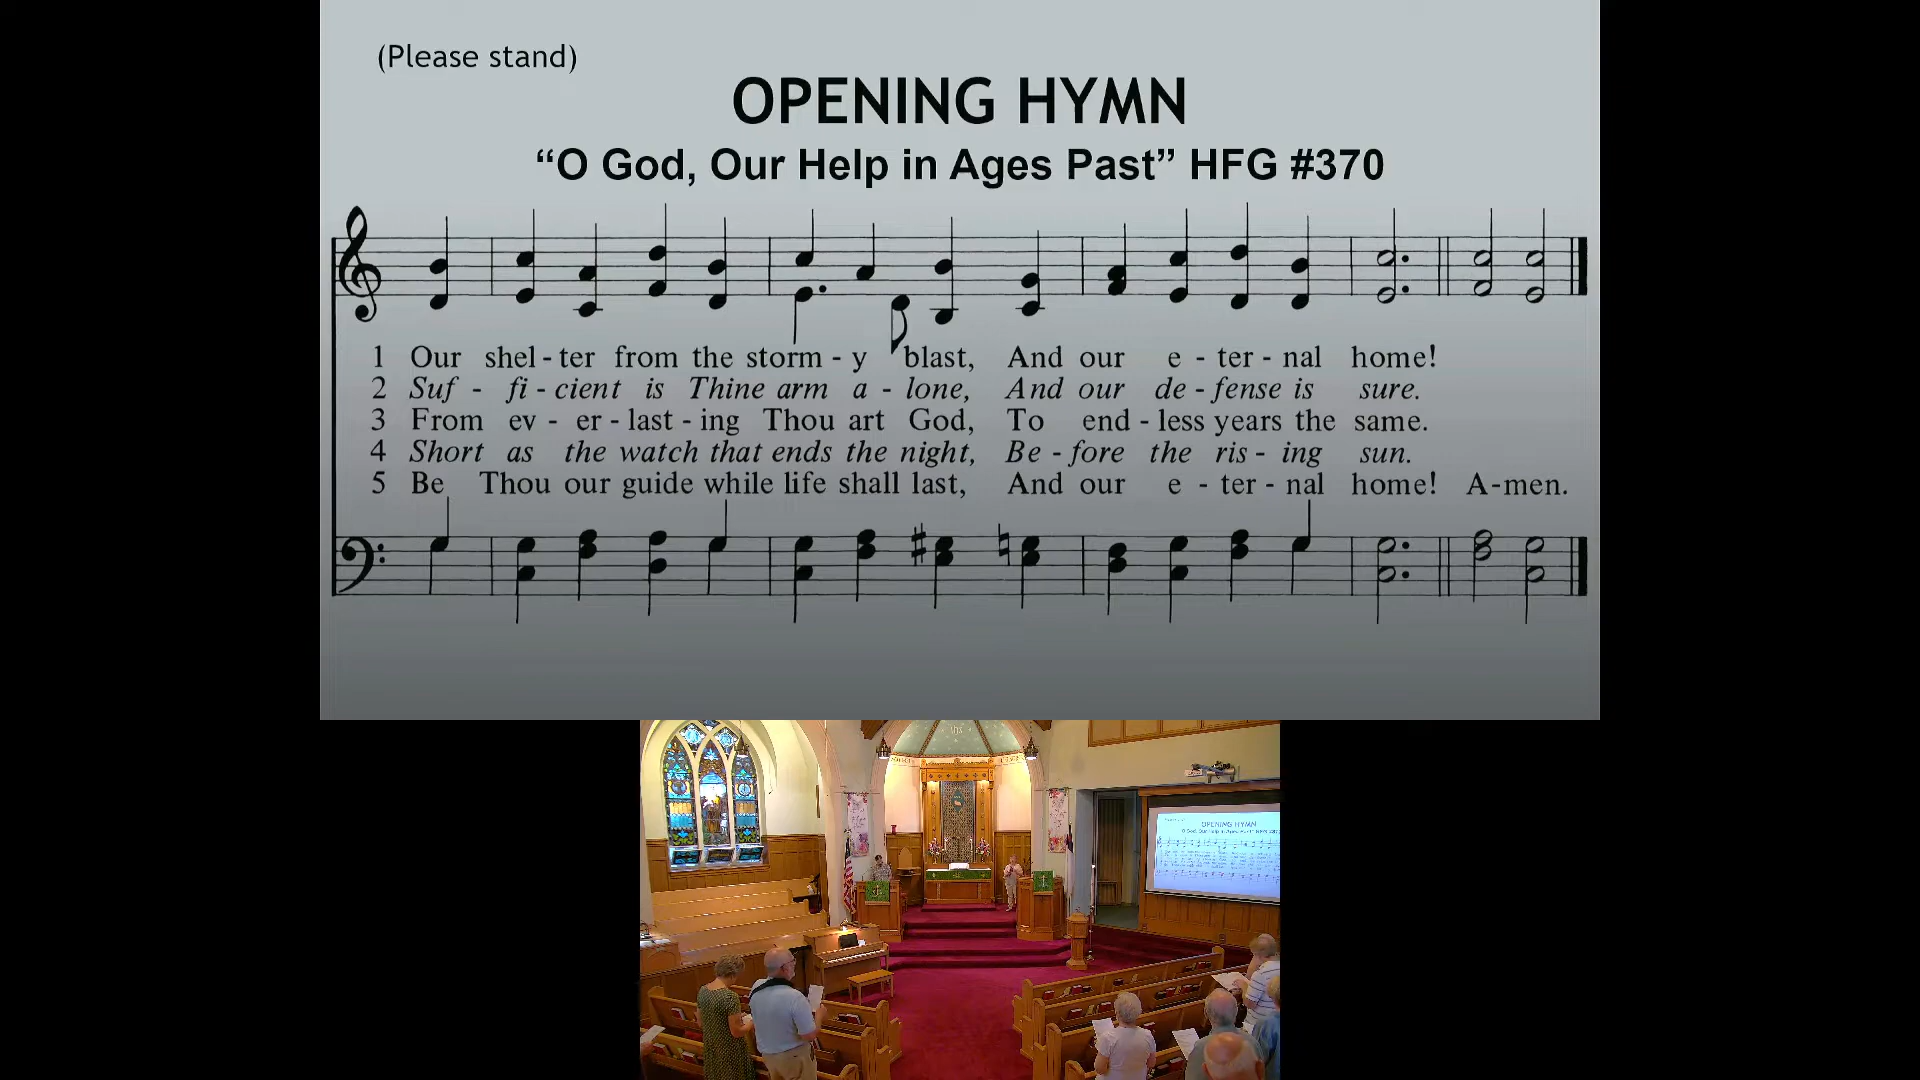 (Please stand)
OPENING HYMN
“O God, Our Help in Ages Past” HFG #370
1 Our shel - ter from the storm - y blast, And our e - ter - nal home!
2 Suf - fi - cient is Thine arm a - lone, And our de - fense is sure.
3 From ev - er - last - ing Thou art God, To end - less years the same.
4 Short as the watch that ends the night, Be - fore the ris - ing sun.
5 Be Thou our guide while life shall last, And our e - ter - nal home! A-men.
OPENING HYMN